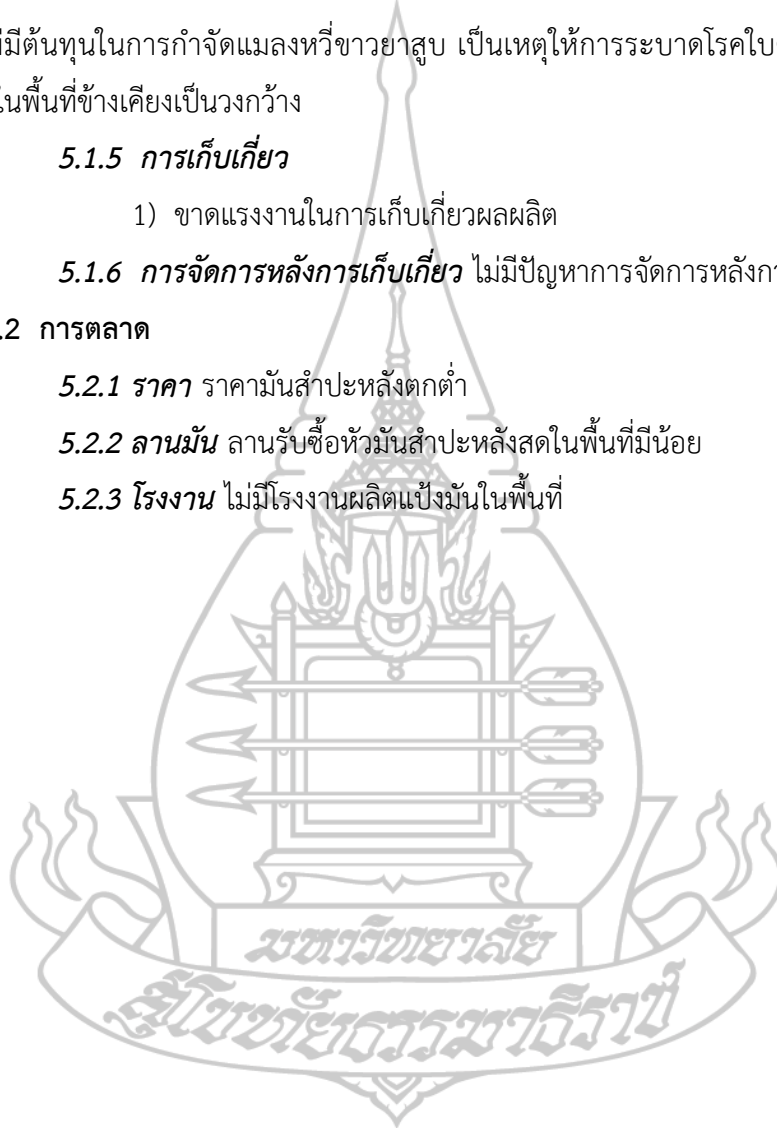 มีต้นทุนในการกำจัดแมลงหวี่ขาวยาสูบ เป็นเหตุให้การระบาดโรคใบ
ในพื้นที่ข้างเคียงเป็นวงกว้าง
5.1.5 การเก็บเกี่ยว
1) ขาดแรงงานในการเก็บเกี่ยวผลผลิต
5.1.6 การจัดการหลังการเก็บเกี่ยว ไม่มีปัญหาการจัดการหลังการ
.2 การตลาด
5.2.1 ราคา ราคามันสำปะหลังตกต่ำ
5.2.2 ลานมัน ลานรับซื้อหัวมันสำปะหลังสดในพื้นที่มีน้อย
5.2.3 โรงงาน ไม่มีโรงงานผลิตแป้งมันในพื้นที่
มหาวิทยาลัย
สุโขทัยธรรมาธิราช